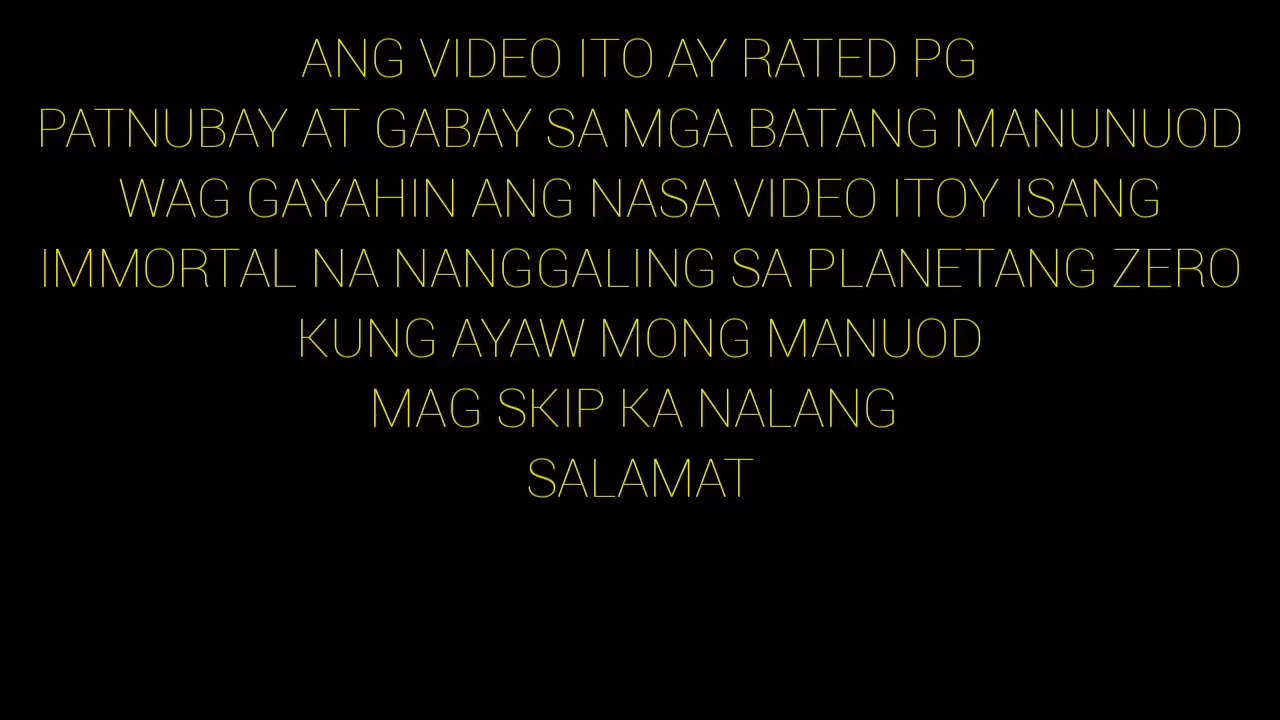 ANG VIDEO ITO AY RATED PG
PATNUBAY AT GABAY SA MGA BATANG MANUNUOD
WAG GAYAHIN ANG NASA VIDEO ITOY ISANG
IMMORTAL NA NANGGALING SA PLANETANG ZERO
KUNG AYAW MONG MANUOD
MAG SKIP KA NALANG
SALAMAT